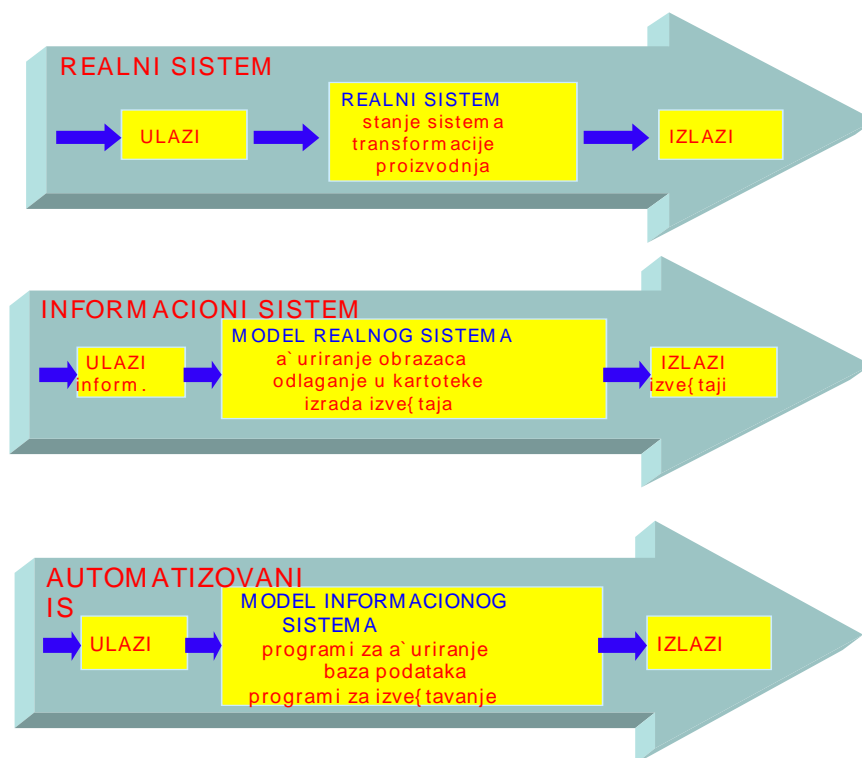 REALNI SISTEM
ULAZI
REALNI SISTEM
stanje sistema
transformacije
proizvodnja
IZLAZI
INFORMACIONI SISTEM
ULAZI
inform.
MODEL REALNOG SISTEMA
a`uriranje obrazaca
odlaganje u kartoteke
izrada izve{taja
IZLAZI
izve{taji
AUTOMATIZOVANI
IS
ULAZI
MODEL INFORMACIONOG
SISTEMA
programi za a`uriranje
baza podataka
programi za izve{tavanje
IZLAZI